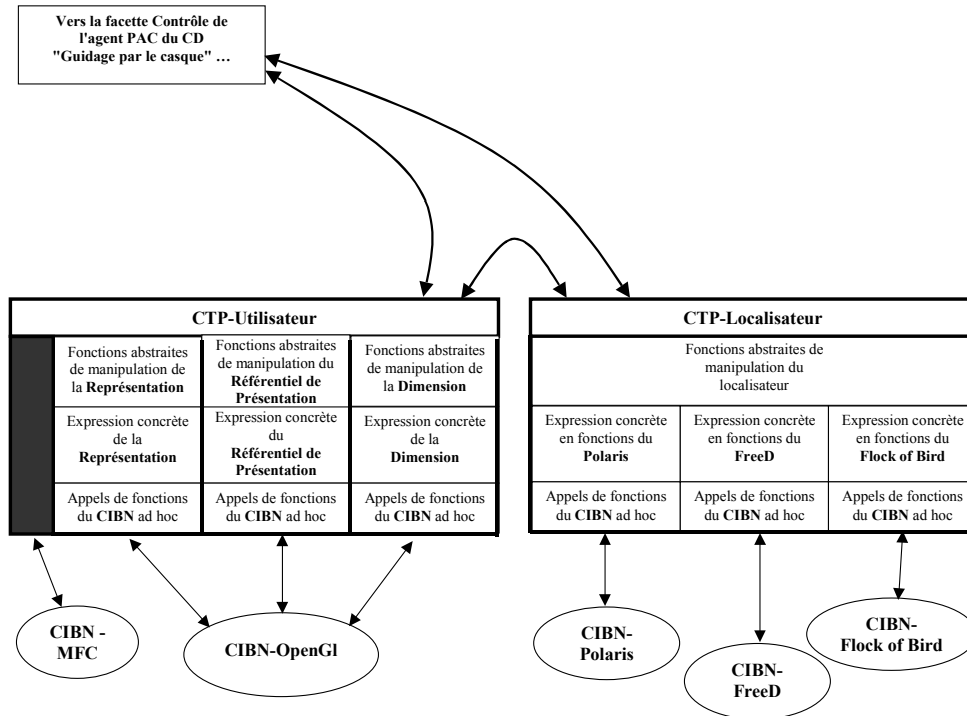 Vers la facette Contrôle de
l'agent PAC du CD
"Guidage par le casque" …
CTP-Utilisateur
Fonctions abstraites
de manipulation de
la Représentation
Fonctions abstraites
de manipulation du
Référentiel de
Présentation
Fonctions abstraites
de manipulation de
la Dimension
Expression concrète
de la
Représentation
Expression concrète
du
Référentiel de
Présentation
Expression concrète
de la
Dimension
Appels de fonctions
du CIBN ad hoc
Appels de fonctions
du CIBN ad hoc
Appels de fonctions
du CIBN ad hoc
CIBN -
MFC
CIBN-OpenGl
CTP-Localisateur
Fonctions abstraites de
manipulation du
localisateur
Expression concrète
en fonctions du
Polaris
Expression concrète
en fonctions du
FreeD
Expression concrète
en fonctions du
Flock of Bird
Appels de fonctions
du CIBN ad hoc
Appels de fonctions
du CIBN ad hoc
Appels de fonctions
du CIBN ad hoc
CIBN-
Polaris
CIBN-
FreeD
CIBN-
Flock of Bird